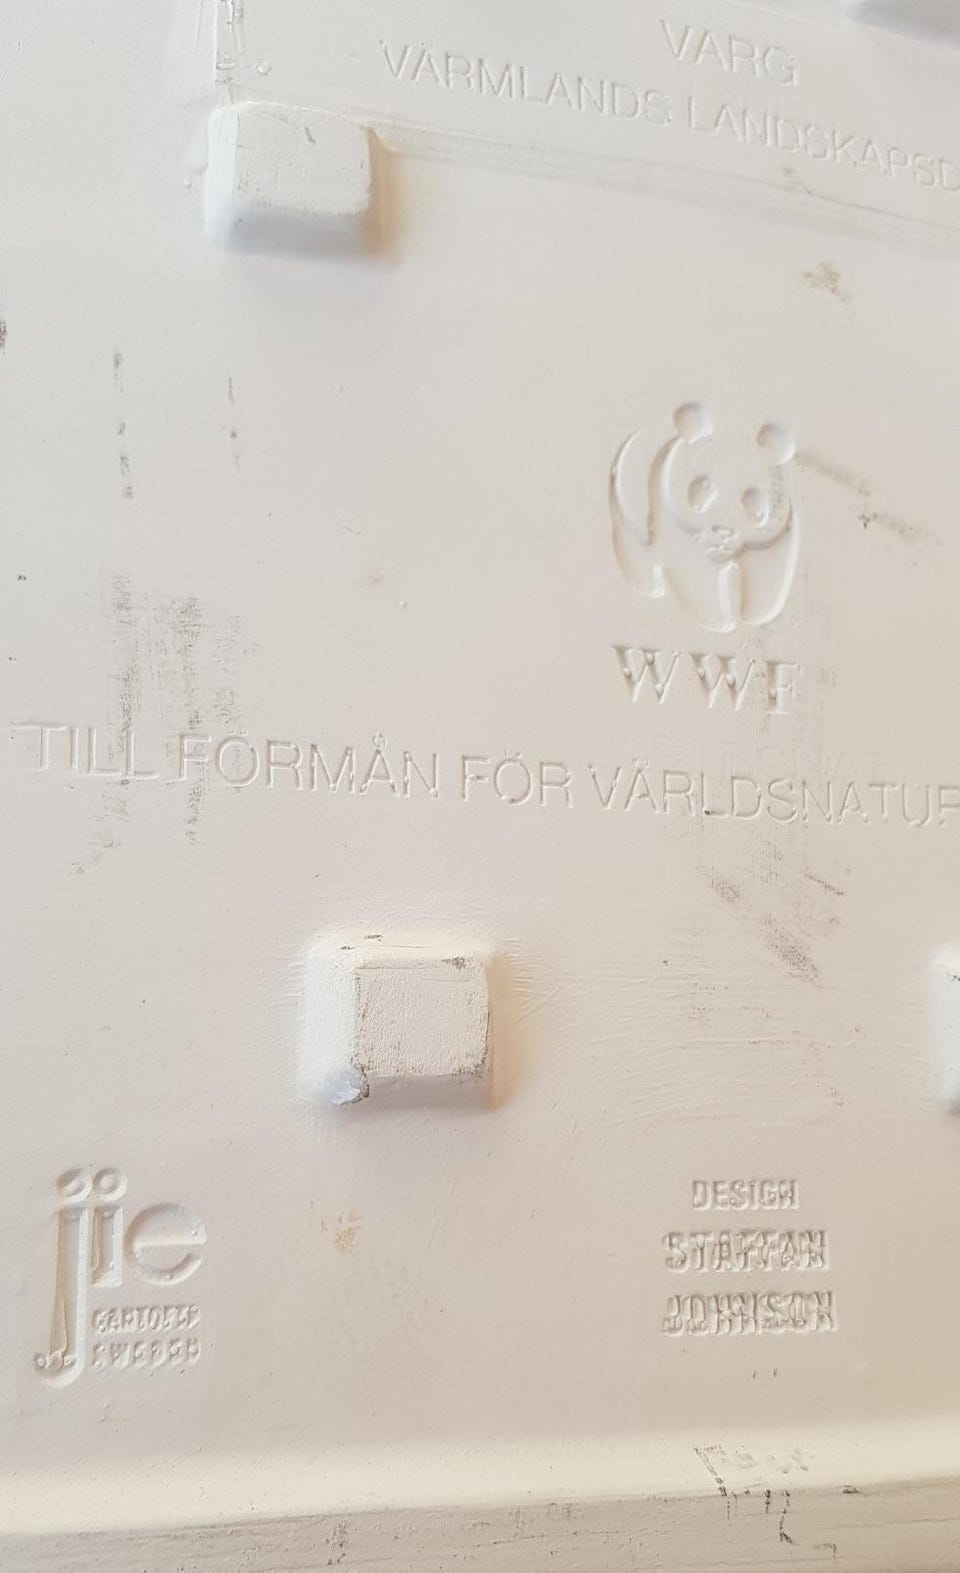 VARG
VÄRMLANDS LANDSKAPSD
WWF
TILL FÖRMÅN FÖR VÄRLDSNATUR
jie
GANTOFTA
SWEDEN
DESIGN
STAFFAN
JOHNSON